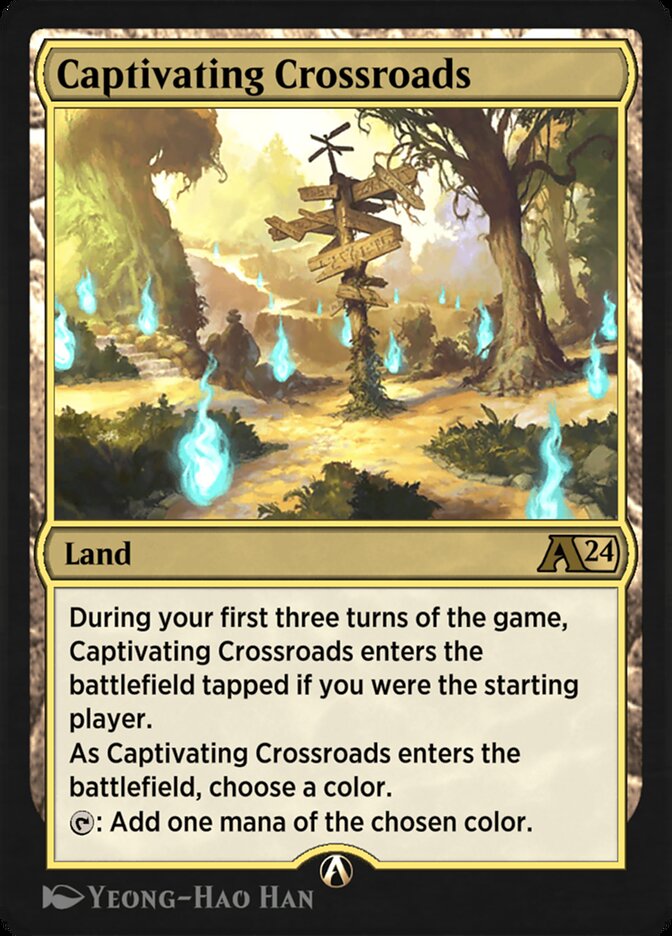 Captivating Crossroads
Land
A24
During your first three turns of the game,
Captivating Crossroads enters the
battlefield tapped if you were the starting
player.
As Captivating Crossroads enters the
battlefield, choose a color.
: Add one mana of the chosen color.
Yeong-Hao Han